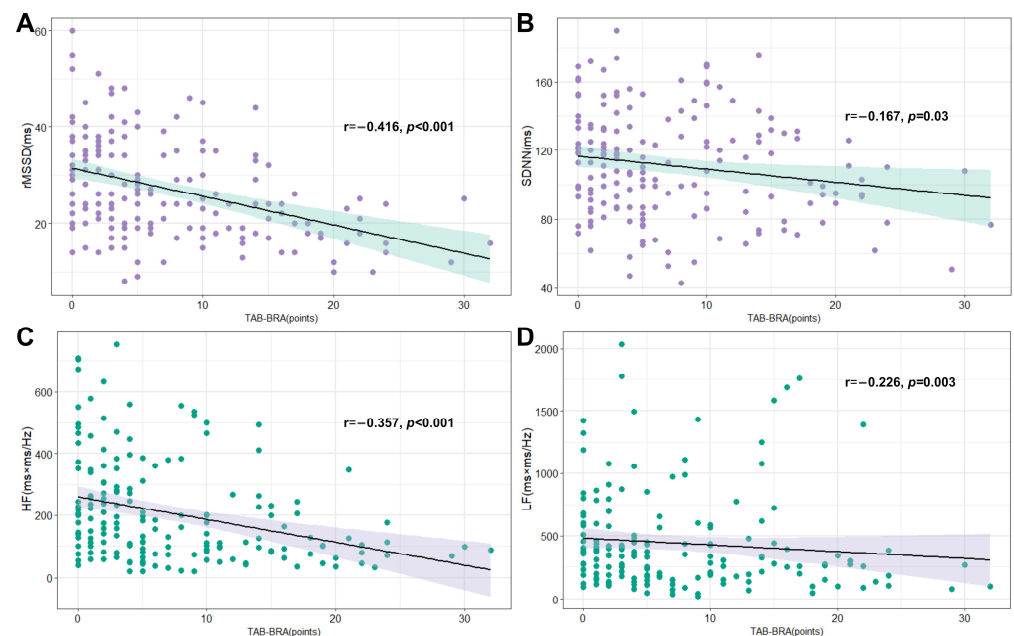 A
60
40
20
rMSSD(ms)
r=−0.416, p<0.001
0 10 20 30
TAB-BRA(points)
B
160
120
80
40
SDNN(ms)
r=−0.167, p=0.03
0 10 20 30
TAB-BRA(points)
C
600
400
200
0
HF(ms×ms/Hz)
r=−0.357, p<0.001
0 10 20 30
TAB-BRA(points)
D
2000
1500
1000
500
0
LF(ms×ms/Hz)
r=−0.226, p=0.003
0 10 20 30
TAB-BRA(points)